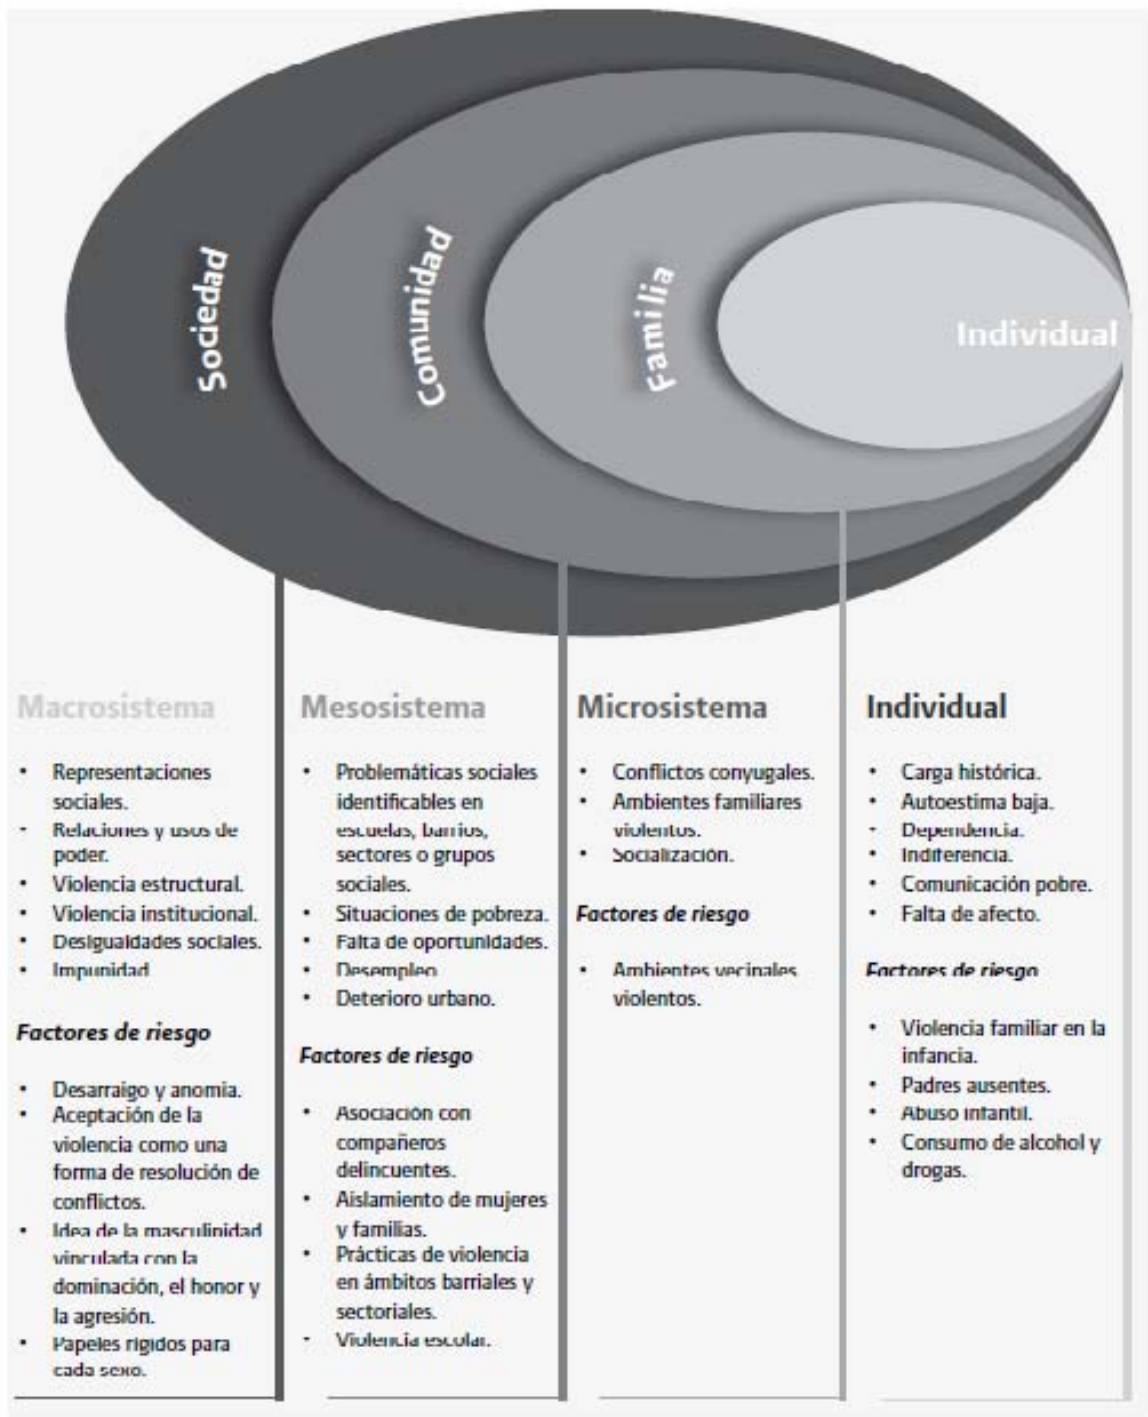 Sociedad
Comunidad
Familia
Individual
Macrosistema
• Representaciones
sociales.
- Relaciones y usos de
poder.
• Violencia estructural.
• Violencia institucional.
• Desigualdades sociales.
• Impunidad
Factores de riesgo
• Desarraigo y anomia.
• Aceptación de la
violencia como una
forma de resolución de
conflictos.
• Idea de la masculinidad
vinculada con la
dominación, el honor y
la agresión.
• Papeles rígidos para
cada sexo.
Mesosistema
• Problemáticas sociales
identificables en
escuelas, barrios,
sectores o grupos
sociales.
• Situaciones de pobreza.
• Falta de oportunidades.
• Desempleo
• Deterioro urbano.
Factores de riesgo
• Asociación con
compañeros
delincuentes.
• Aislamiento de mujeres
y familias.
• Prácticas de violencia
en ámbitos barriales y
sectoriales.
- Violencia escolar.
Microsistema
• Conflictos conyugales.
• Ambientes familiares
violentos.
• Socialización.
Factores de riesgo
• Ambientes vecinales
violentos.
Individual
• Carga histórica.
• Autoestima baja.
- Dependencia.
• Indiferencia.
• Comunicación pobre.
• Falta de afecto.
Factores de riesgo
• Violencia familiar en la
infancia.
• Padres ausentes.
• Abuso infantil.
• Consumo de alcohol y
drogas.